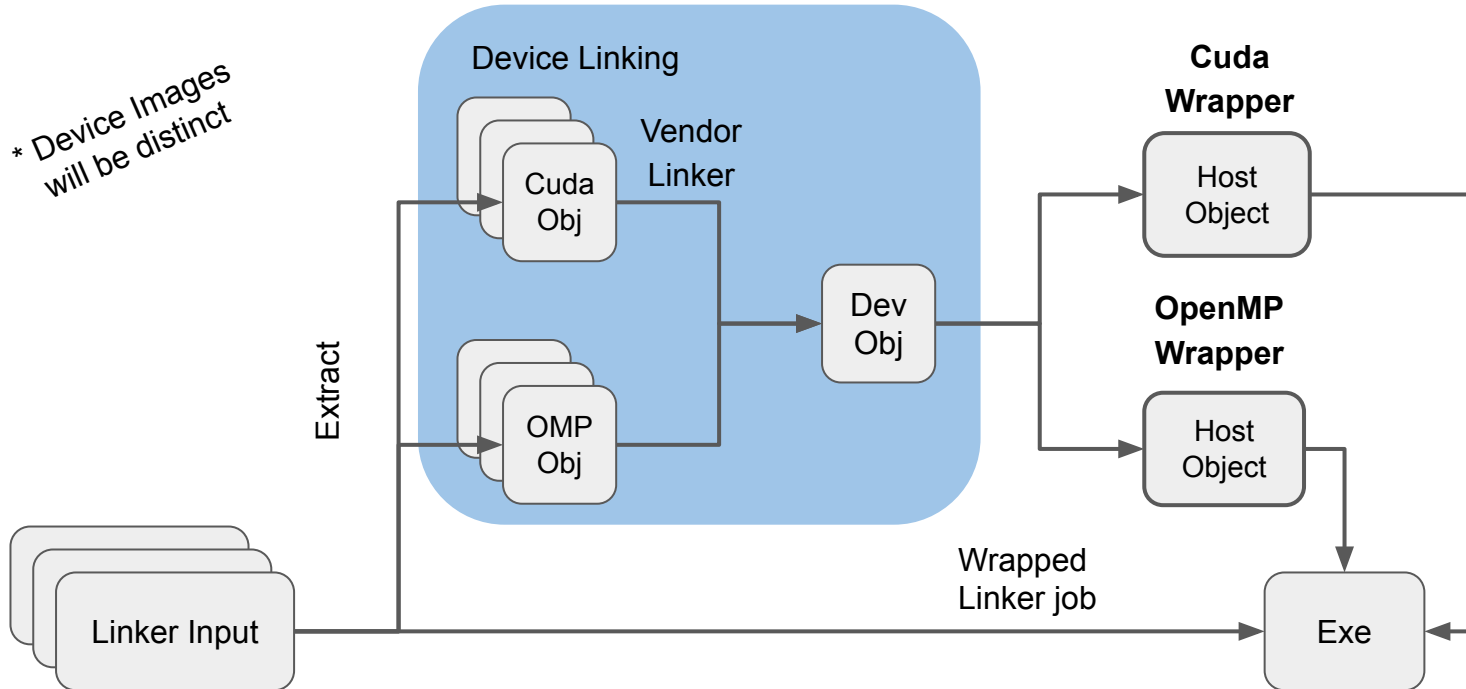 * Device Images
will be distinct
Device Linking
Cuda
Obj
Vendor
Linker
Cuda
Wrapper
Host
Object
Dev
Obj
OpenMP
Wrapper
Host
Object
Extract
OMP
Obj
Linker Input
Wrapped
Linker job
Exe